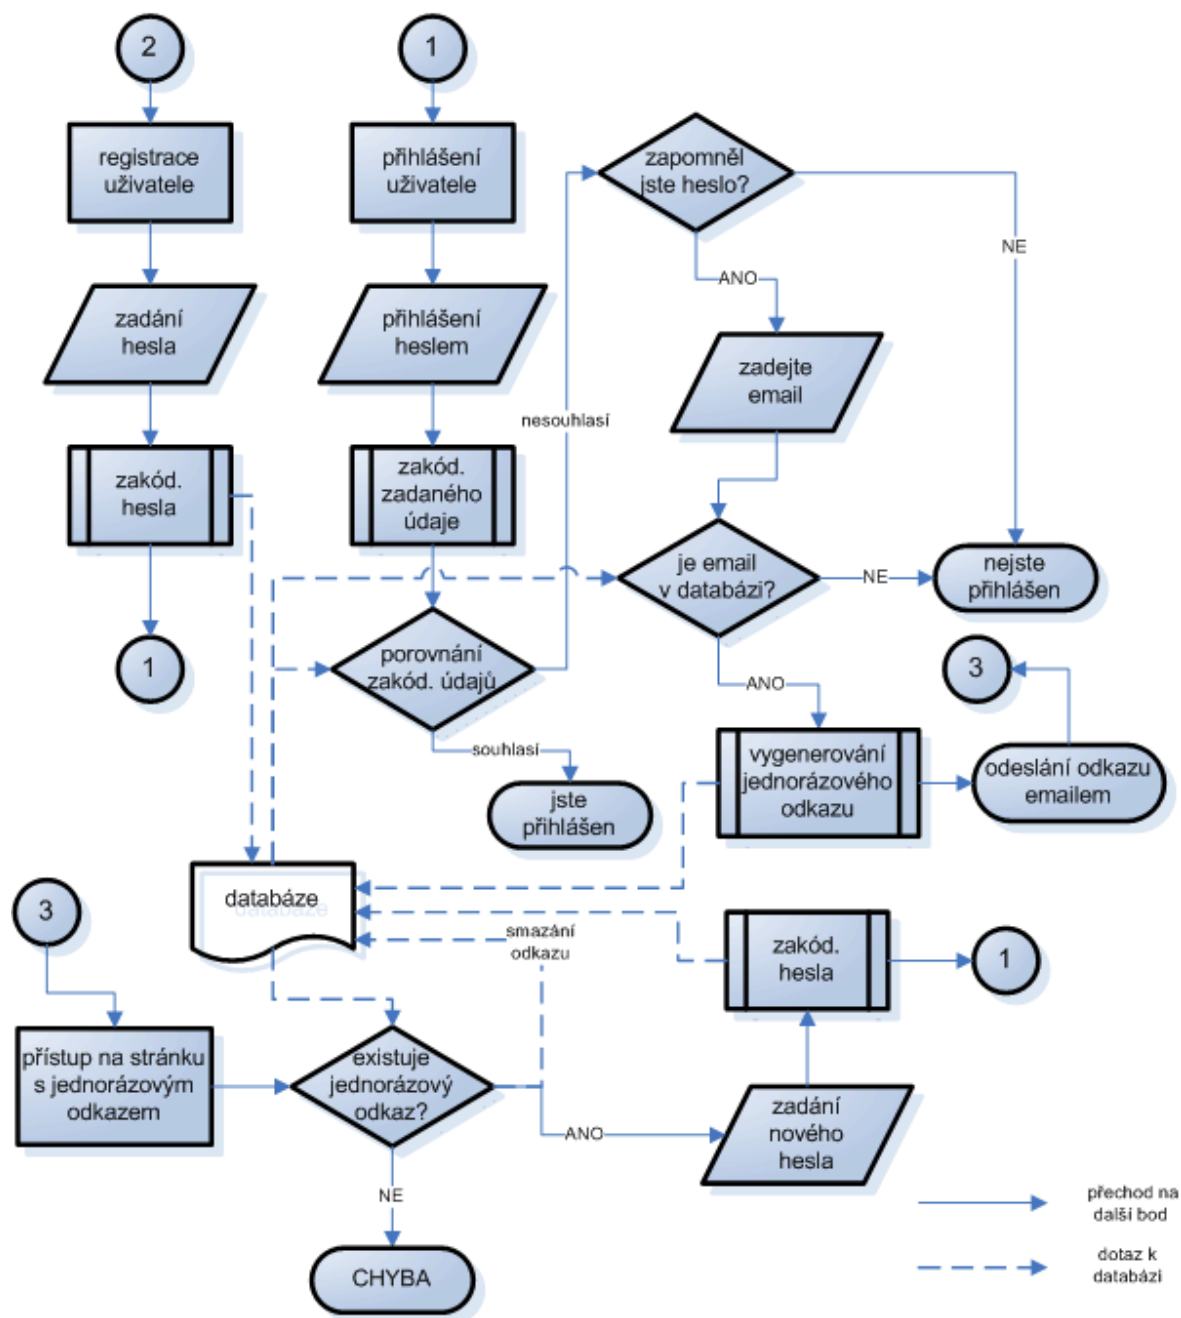 2
1
registrace
uživatele
přihlášení
uživatele
zapomněl
jste heslo?
NE
ANO
zadání
hesla
přihlášení
heslem
zadejte
email
nesouhlasí
zakód.
hesla
zakód.
zadaného
údaje
je email
v databázi?
NE
nejste
přihlášen
1
porovnání
zakód. údajů
ANO
3
souhlasí
jste
přihlášen
vygenerování
jednorázového
odkazu
odeslání odkazu
emailem
databáze
databáze
3
smazání
odkazu
zakód.
hesla
1
přístup na stránku
s jednorázovým
odkazem
existuje
jednorázový
odkaz?
ANO
zadání
nového
hesla
NE
CHYBA
přechod na
další bod
dotaz k
databázi